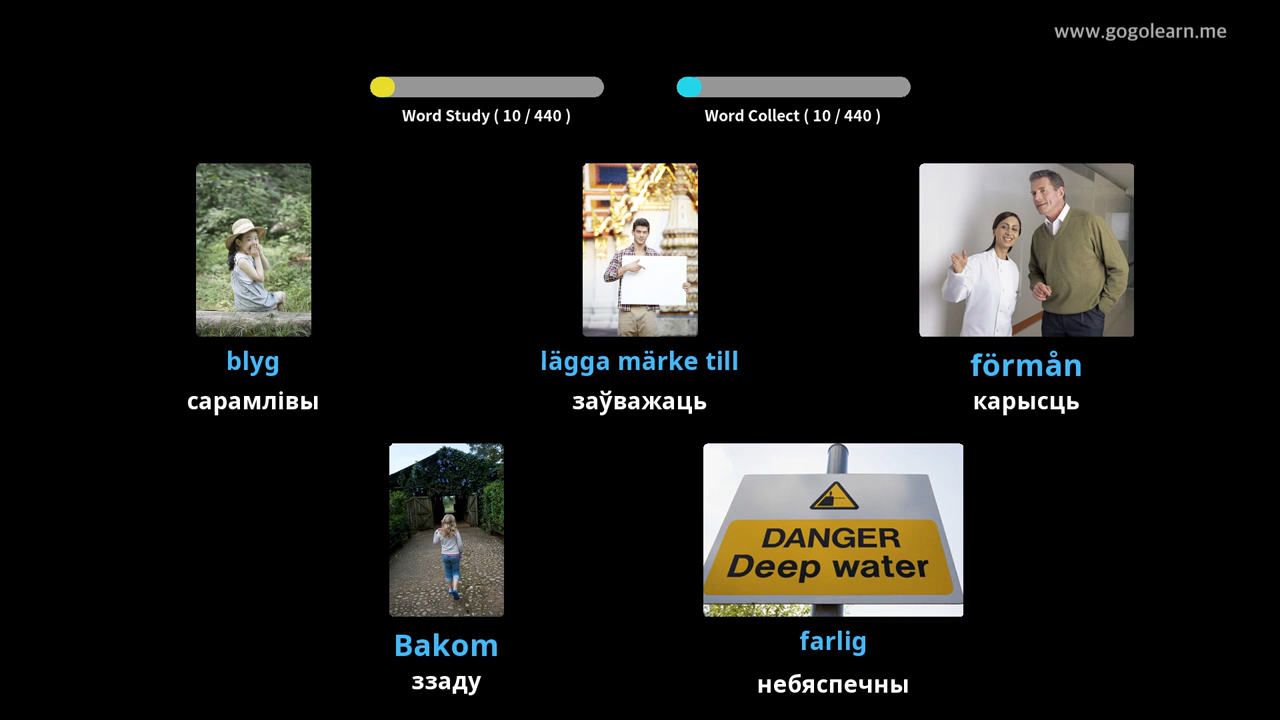 www.gogolearn.me
Word Study ( 10 / 440 )
Word Collect ( 10 / 440 )
blyg
сарамлівы
lägga märke till
заўважаць
förmån
карысць
DANGER
Deep water
Bakom
ззаду
farlig
небяспечны